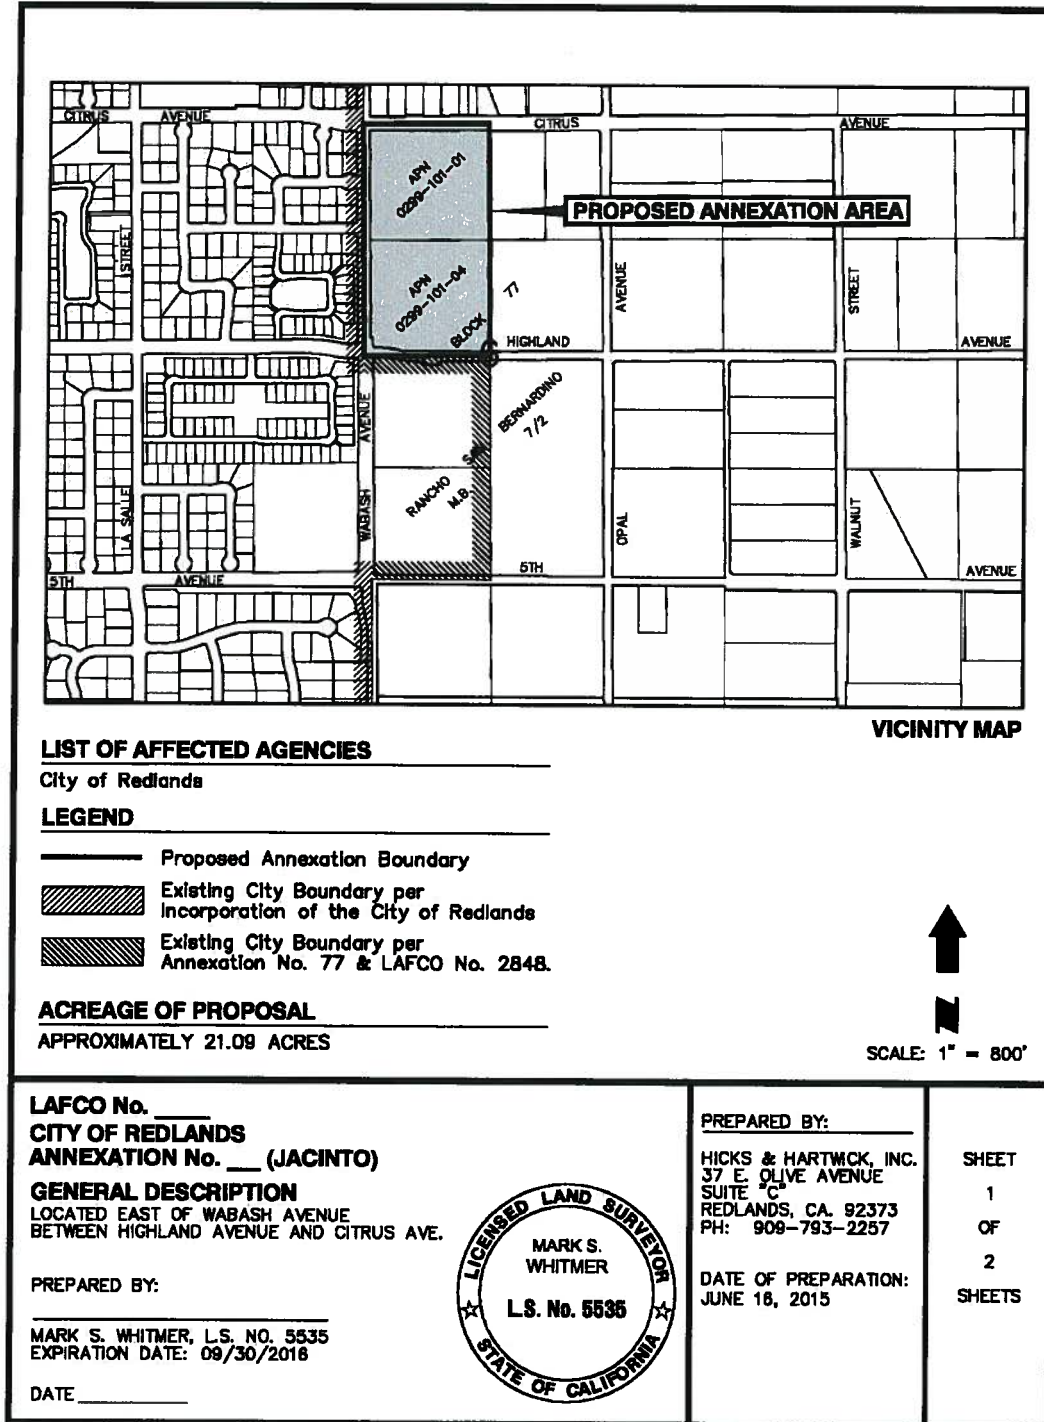 CITRUS AVENUE
CITRUS AVENUE
APN
0299-101-01
PROPOSED ANNEXATION AREA
STREET
APN
0299-101-04
BLOCK
77
AVENUE
STREET
HIGHLAND
AVENUE
AVENUE
BERNARDINO
7/2
SAN
RANCHO
M.B.
WABASH
LA SALLE
OPAL
WALNUT
5TH AVENUE
5TH
AVENUE
VICINITY MAP
LIST OF AFFECTED AGENCIES
City of Redlands
LEGEND
Proposed Annexation Boundary
Existing City Boundary per
Incorporation of the City of Redlands
Existing City Boundary per
Annexation No. 77 & LAFCO No. 2848.
ACREAGE OF PROPOSAL
APPROXIMATELY 21.09 ACRES
N
SCALE: 1" = 800'
LAFCO No. ____
CITY OF REDLANDS
ANNEXATION No. ___ (JACINTO)
GENERAL DESCRIPTION
LOCATED EAST OF WABASH AVENUE
BETWEEN HIGHLAND AVENUE AND CITRUS AVE.
PREPARED BY:
MARK S. WHITMER, L.S. NO. 5535
EXPIRATION DATE: 09/30/2016
DATE
LICENSED LAND SURVEYOR
MARK S.
WHITMER
L.S. No. 5535
STATE OF CALIFORNIA
PREPARED BY:
HICKS & HARTWICK, INC.
37 E. OLIVE AVENUE
SUITE "C"
REDLANDS, CA. 92373
PH: 909-793-2257
DATE OF PREPARATION:
JUNE 16, 2015
SHEET
1
OF
2
SHEETS